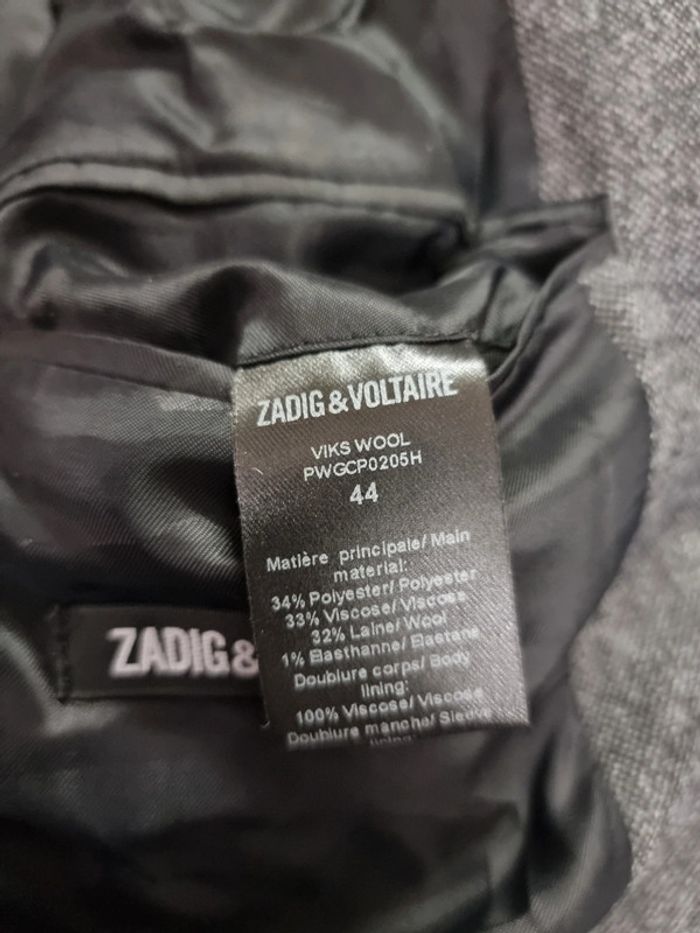 ZADIG & VOLTAIRE
VIKS WOOL
PWGCP0205H
44
Matière principale/ Main
material:
34% Polyester/ Polyester
33% Viscose/ Viscose
32% Laine/ Wool
1% Elasthanne/ Elastane
Doublure corps/ Body
lining:
100% Viscose/ Viscose
Doublure manche/ Sleeve
lining:
ZADIG &